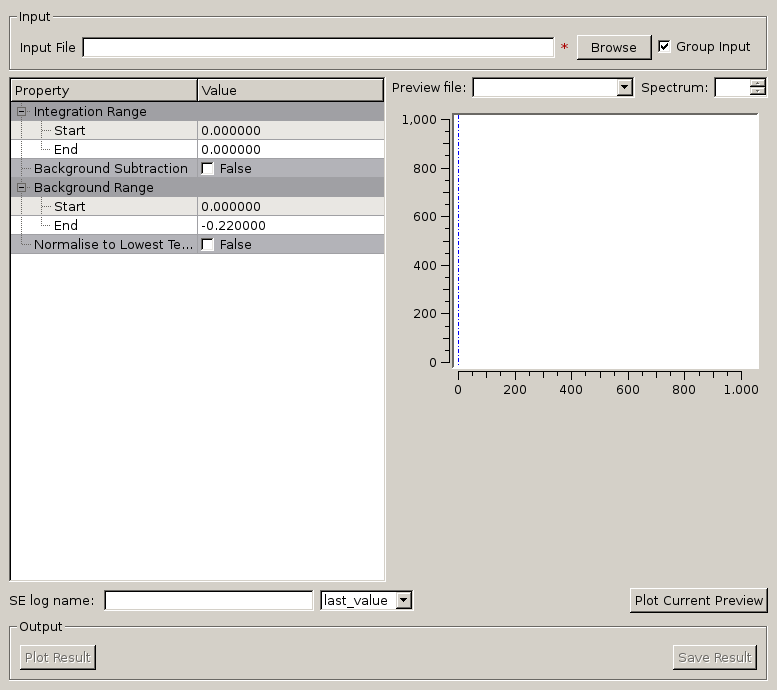 Input
Input File * Browse Group Input
Property Value
Preview file: Spectrum:
Integration Range
Start 0.000000
End 0.000000
Background Subtraction False
Background Range
Start 0.000000
End -0.220000
Normalise to Lowest Te... False
1,000
800
600
400
200
0
0 200 400 600 800 1.000
SE log name: last_value Plot Current Preview
Output
Plot Result Save Result